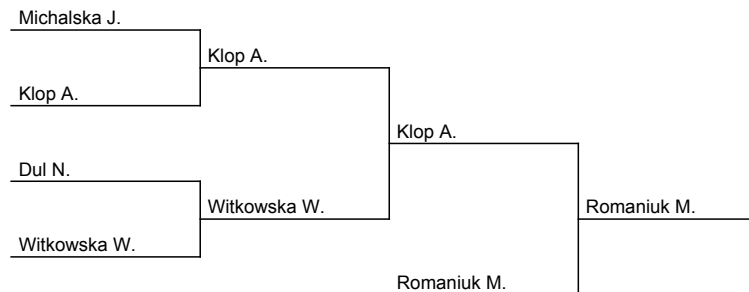 Michalska J.
Klop A.
Klop A.
Klop A.
Dul N.
Witkowska W.
Romaniuk M.
Witkowska W.
Romaniuk M.